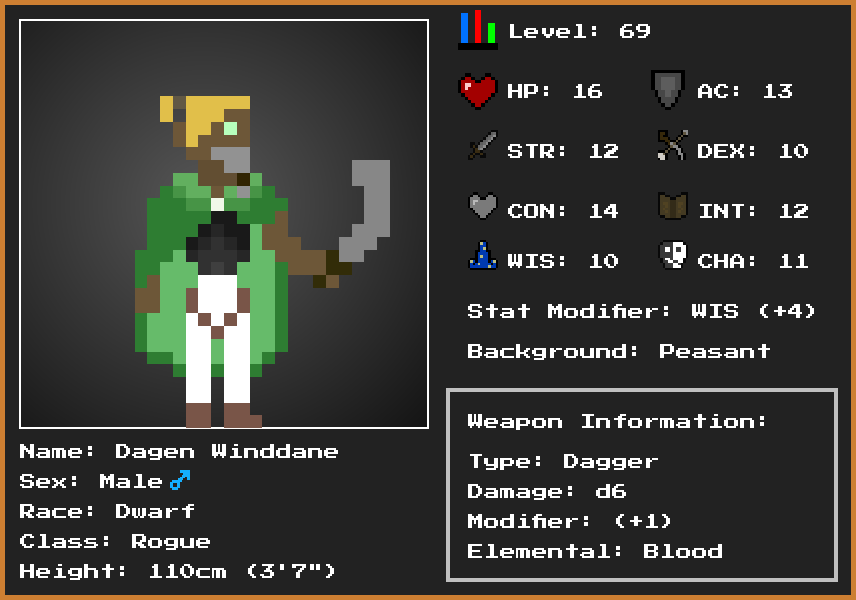 Level: 69
HP: 16
AC: 13
STR: 12
DEX: 10
CON: 14
INT: 12
WIS: 10
CHA: 11
Stat Modifier: WIS (+4)
Background: Peasant
Weapon Information:
Type: Dagger
Damage: d6
Modifier: (+1)
Elemental: Blood
Name: Dagen Winddane
Sex: Male♂
Race: Dwarf
Class: Rogue
Height: 110cm (3'7")